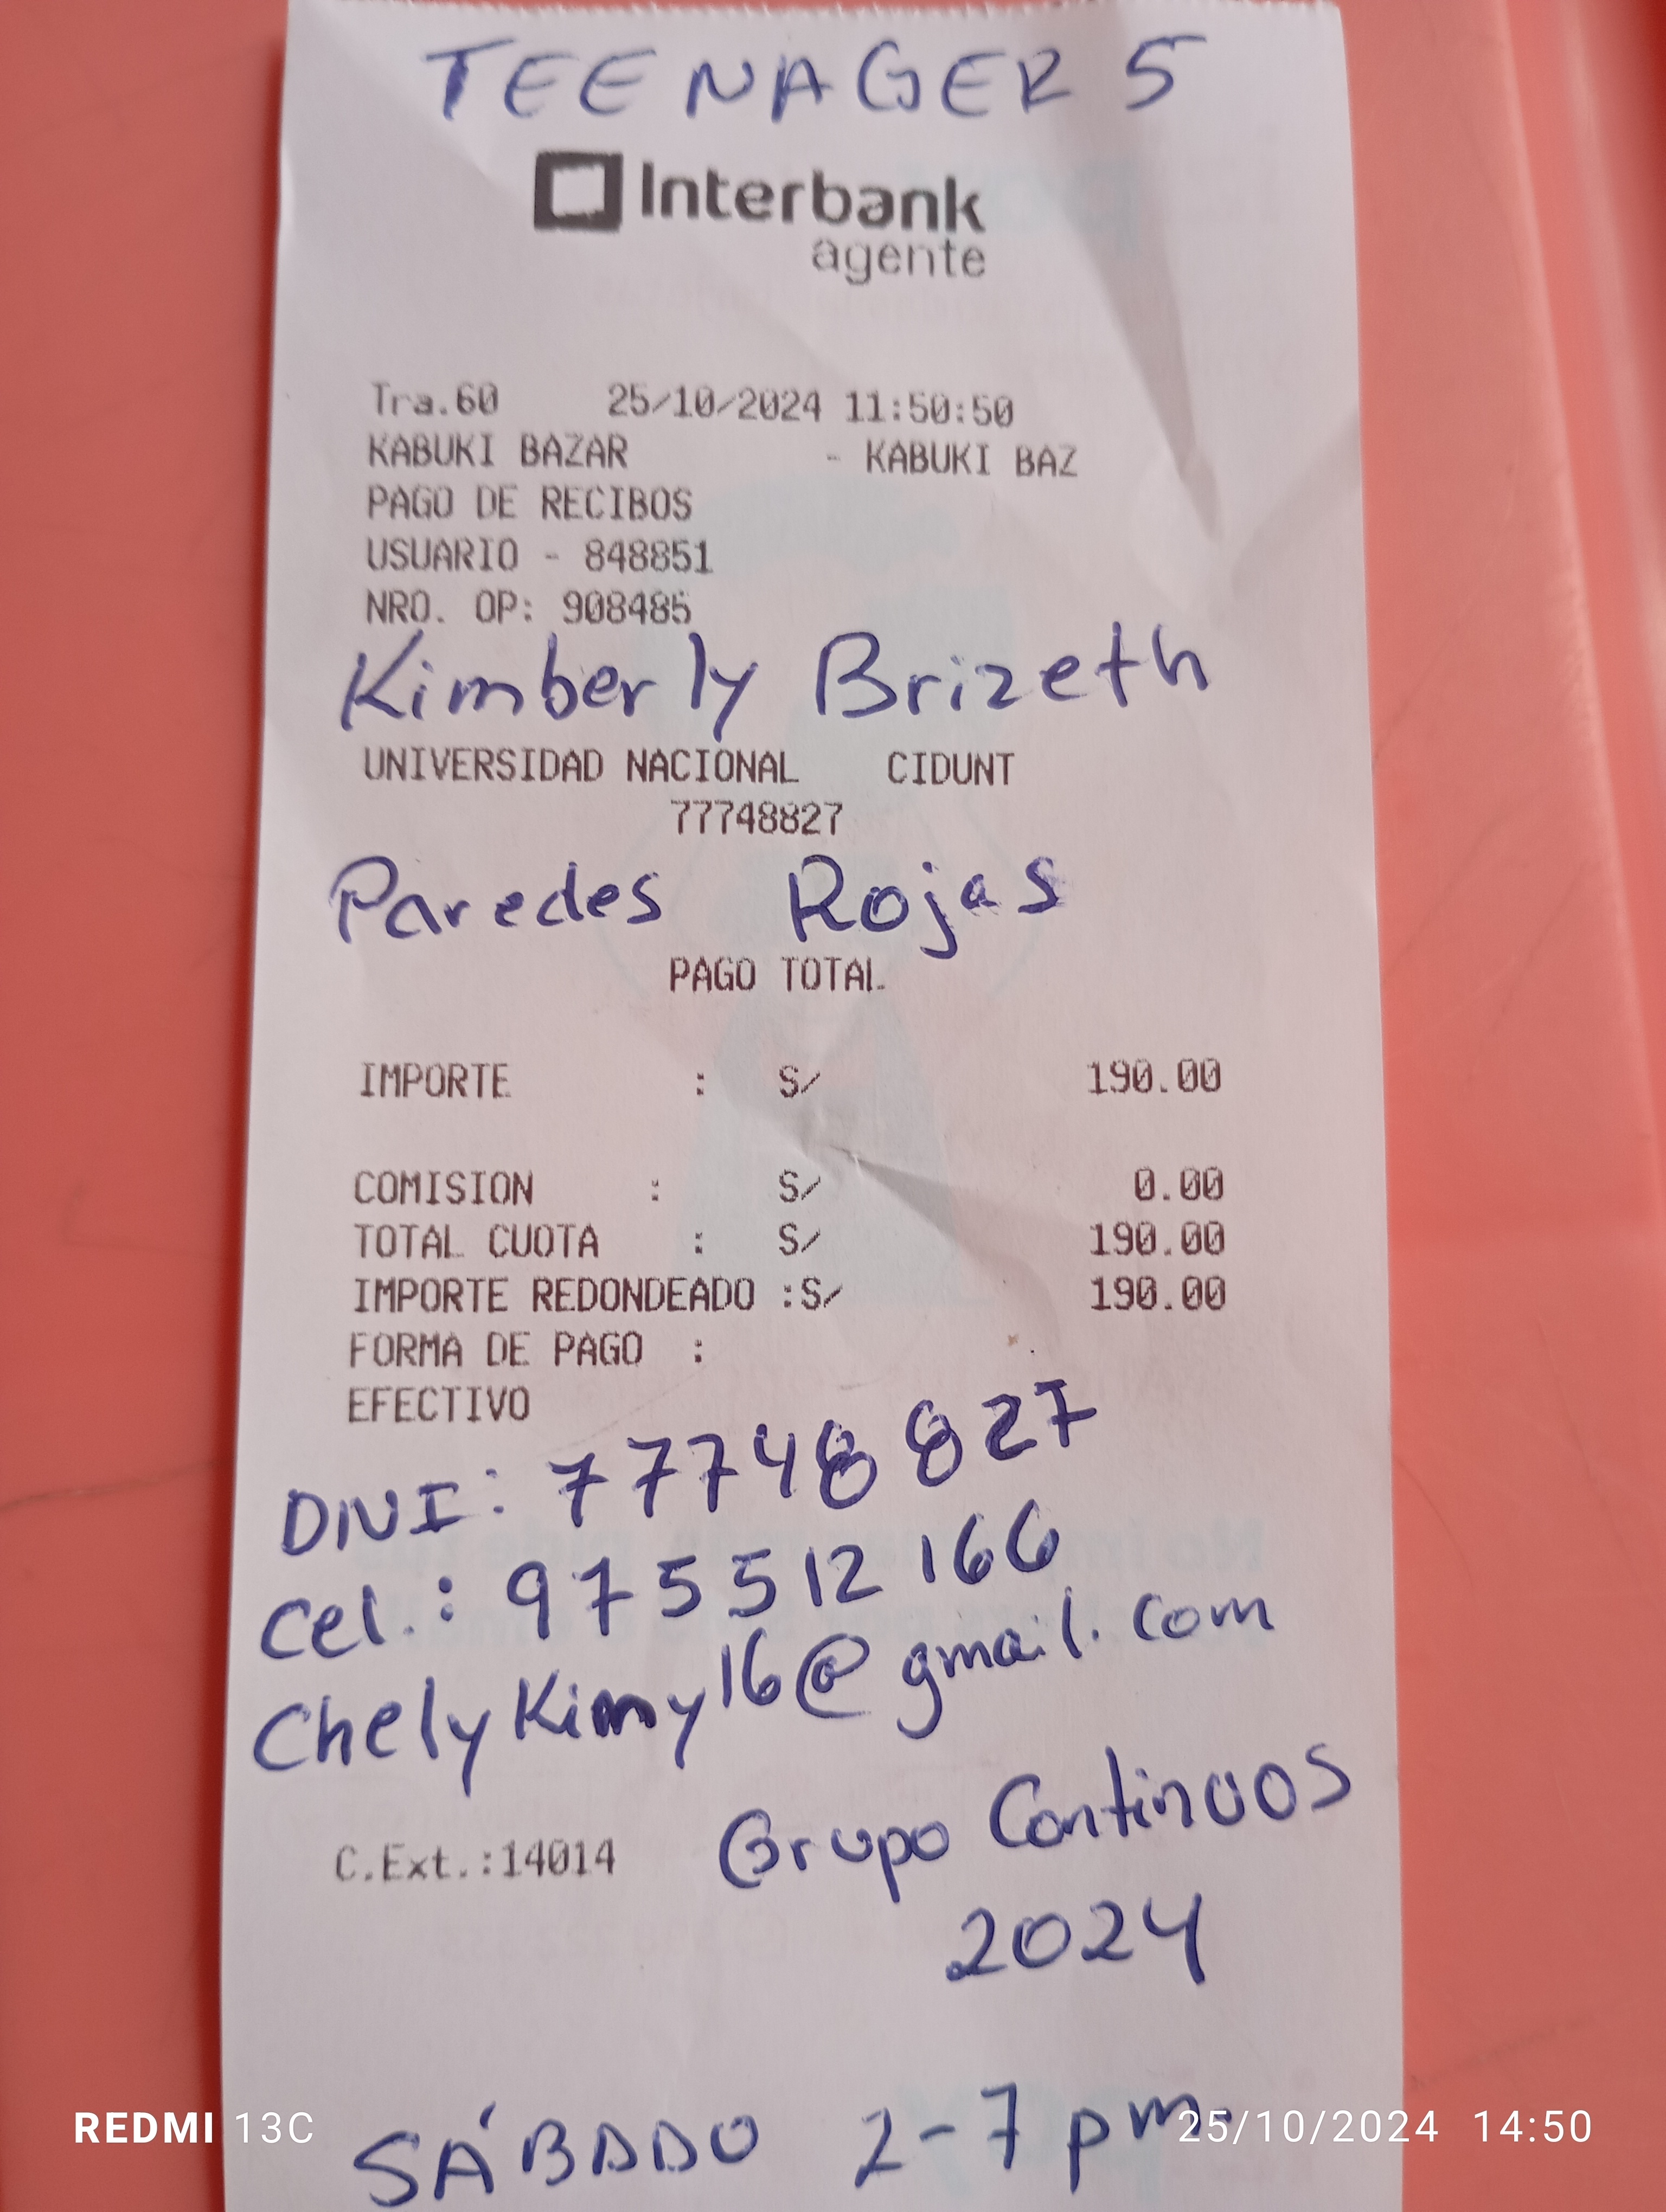 TEENAGER 5
Interbank
agente
Tra.60 25/10/2024 11:50:50
KABUKI BAZAR - KABUKI BAZ
PAGO DE RECIBOS
USUARIO - 848851
NRO. OP: 908485
Kimberly Brizeth
UNIVERSIDAD NACIONAL CIDUNT
77748827
Paredes Rojas
PAGO TOTAL
IMPORTE : S/ 190.00
COMISION : S/ 0.00
TOTAL CUOTA : S/ 190.00
IMPORTE REDONDEADO :S/ 190.00
FORMA DE PAGO :
EFECTIVO
DNI: 77748827
Cel.: 975512166
ChelyKimy16@gmail.com
Grupo Continuos
C.Ext.:14014
2024
SÁBADO 2-7 pm.
REDMI 13C 25/10/2024 14:50